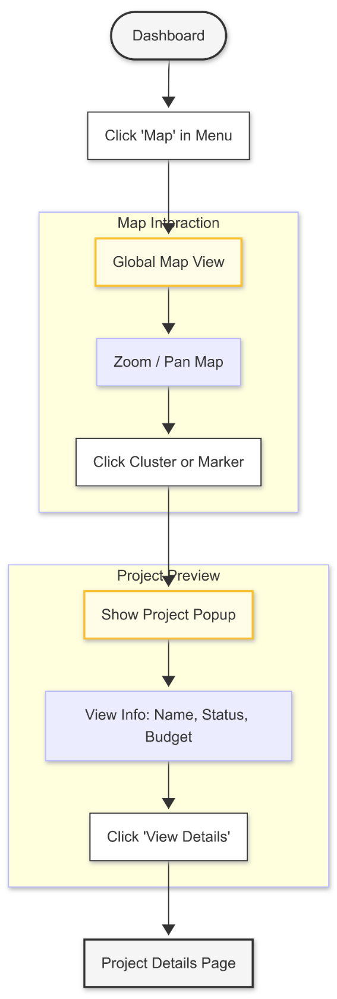 Dashboard
Click 'Map' in Menu
Map Interaction
Global Map View
Zoom / Pan Map
Click Cluster or Marker
Project Preview
Show Project Popup
View Info: Name, Status,
Budget
Click 'View Details'
Project Details Page